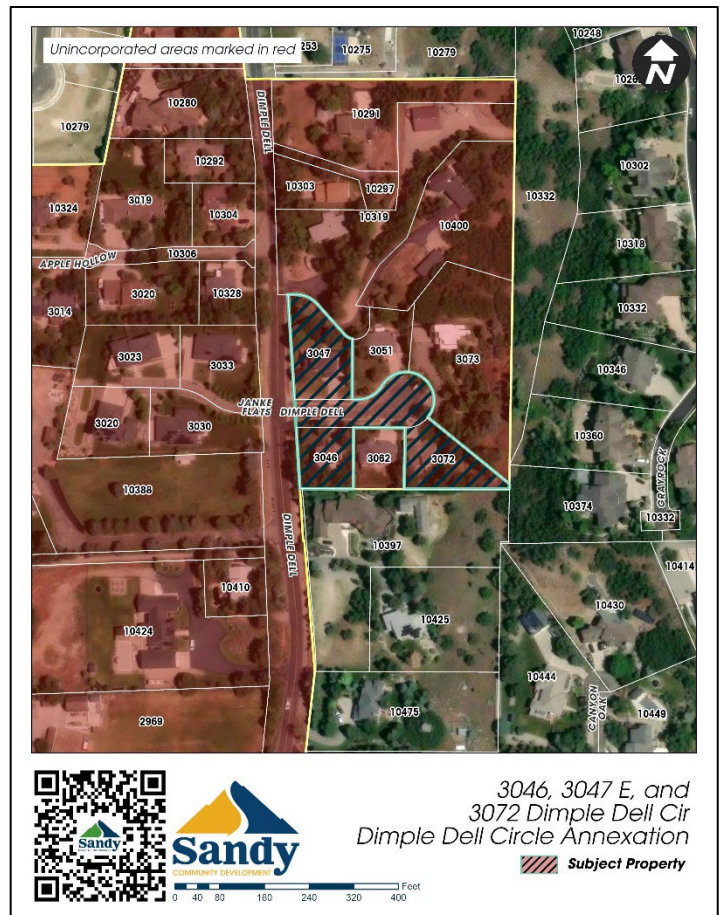 Unincorporated areas marked in red
10253
10275
10279
10248
10262
N
10279
10280
DIMPLE DELL
10291
10292
10302
10324
3019
10304
10303
10297
10332
10319
10400
10318
10306
APPLE HOLLOW
3020
10328
10332
3014
3023
3033
3047
3051
3073
10346
JANKE
FLATS
DIMPLE DELL
3020
3030
3046
3062
3072
10360
GRAYROCK
10388
10374
10332
DIMPLE DELL
10397
10414
10410
10424
10425
10430
10444
CANYON
OAK
10449
2969
10475
Sandy
Sandy
COMMUNITY DEVELOPMENT
0 40 80 160 240 320 400 Feet
3046, 3047 E, and
3072 Dimple Dell Cir
Dimple Dell Circle Annexation
Subject Property